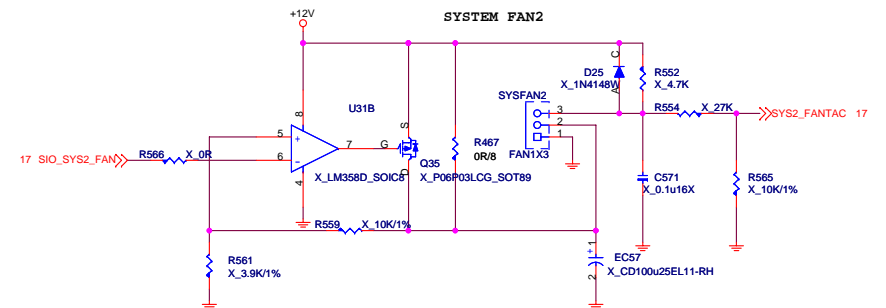 SYSTEM FAN2
+12V
C
D25
X_1N4148W
A
R552
X_4.7K
SYSFAN2
3
2
1
FAN1X3
R554
X_27K
SYS2_FANTAC 17
U31B
8
5
+
6
-
7
4
X_LM358D_SOIC8
G
S
D
Q35
X_P06P03LCG_SOT89
R467
0R/8
17 SIO_SYS2_FAN
R566
X_0R
C571
X_0.1u16X
R565
X_10K/1%
R559
X_10K/1%
R561
X_3.9K/1%
1
+
EC57
X_CD100u25EL11-RH
2